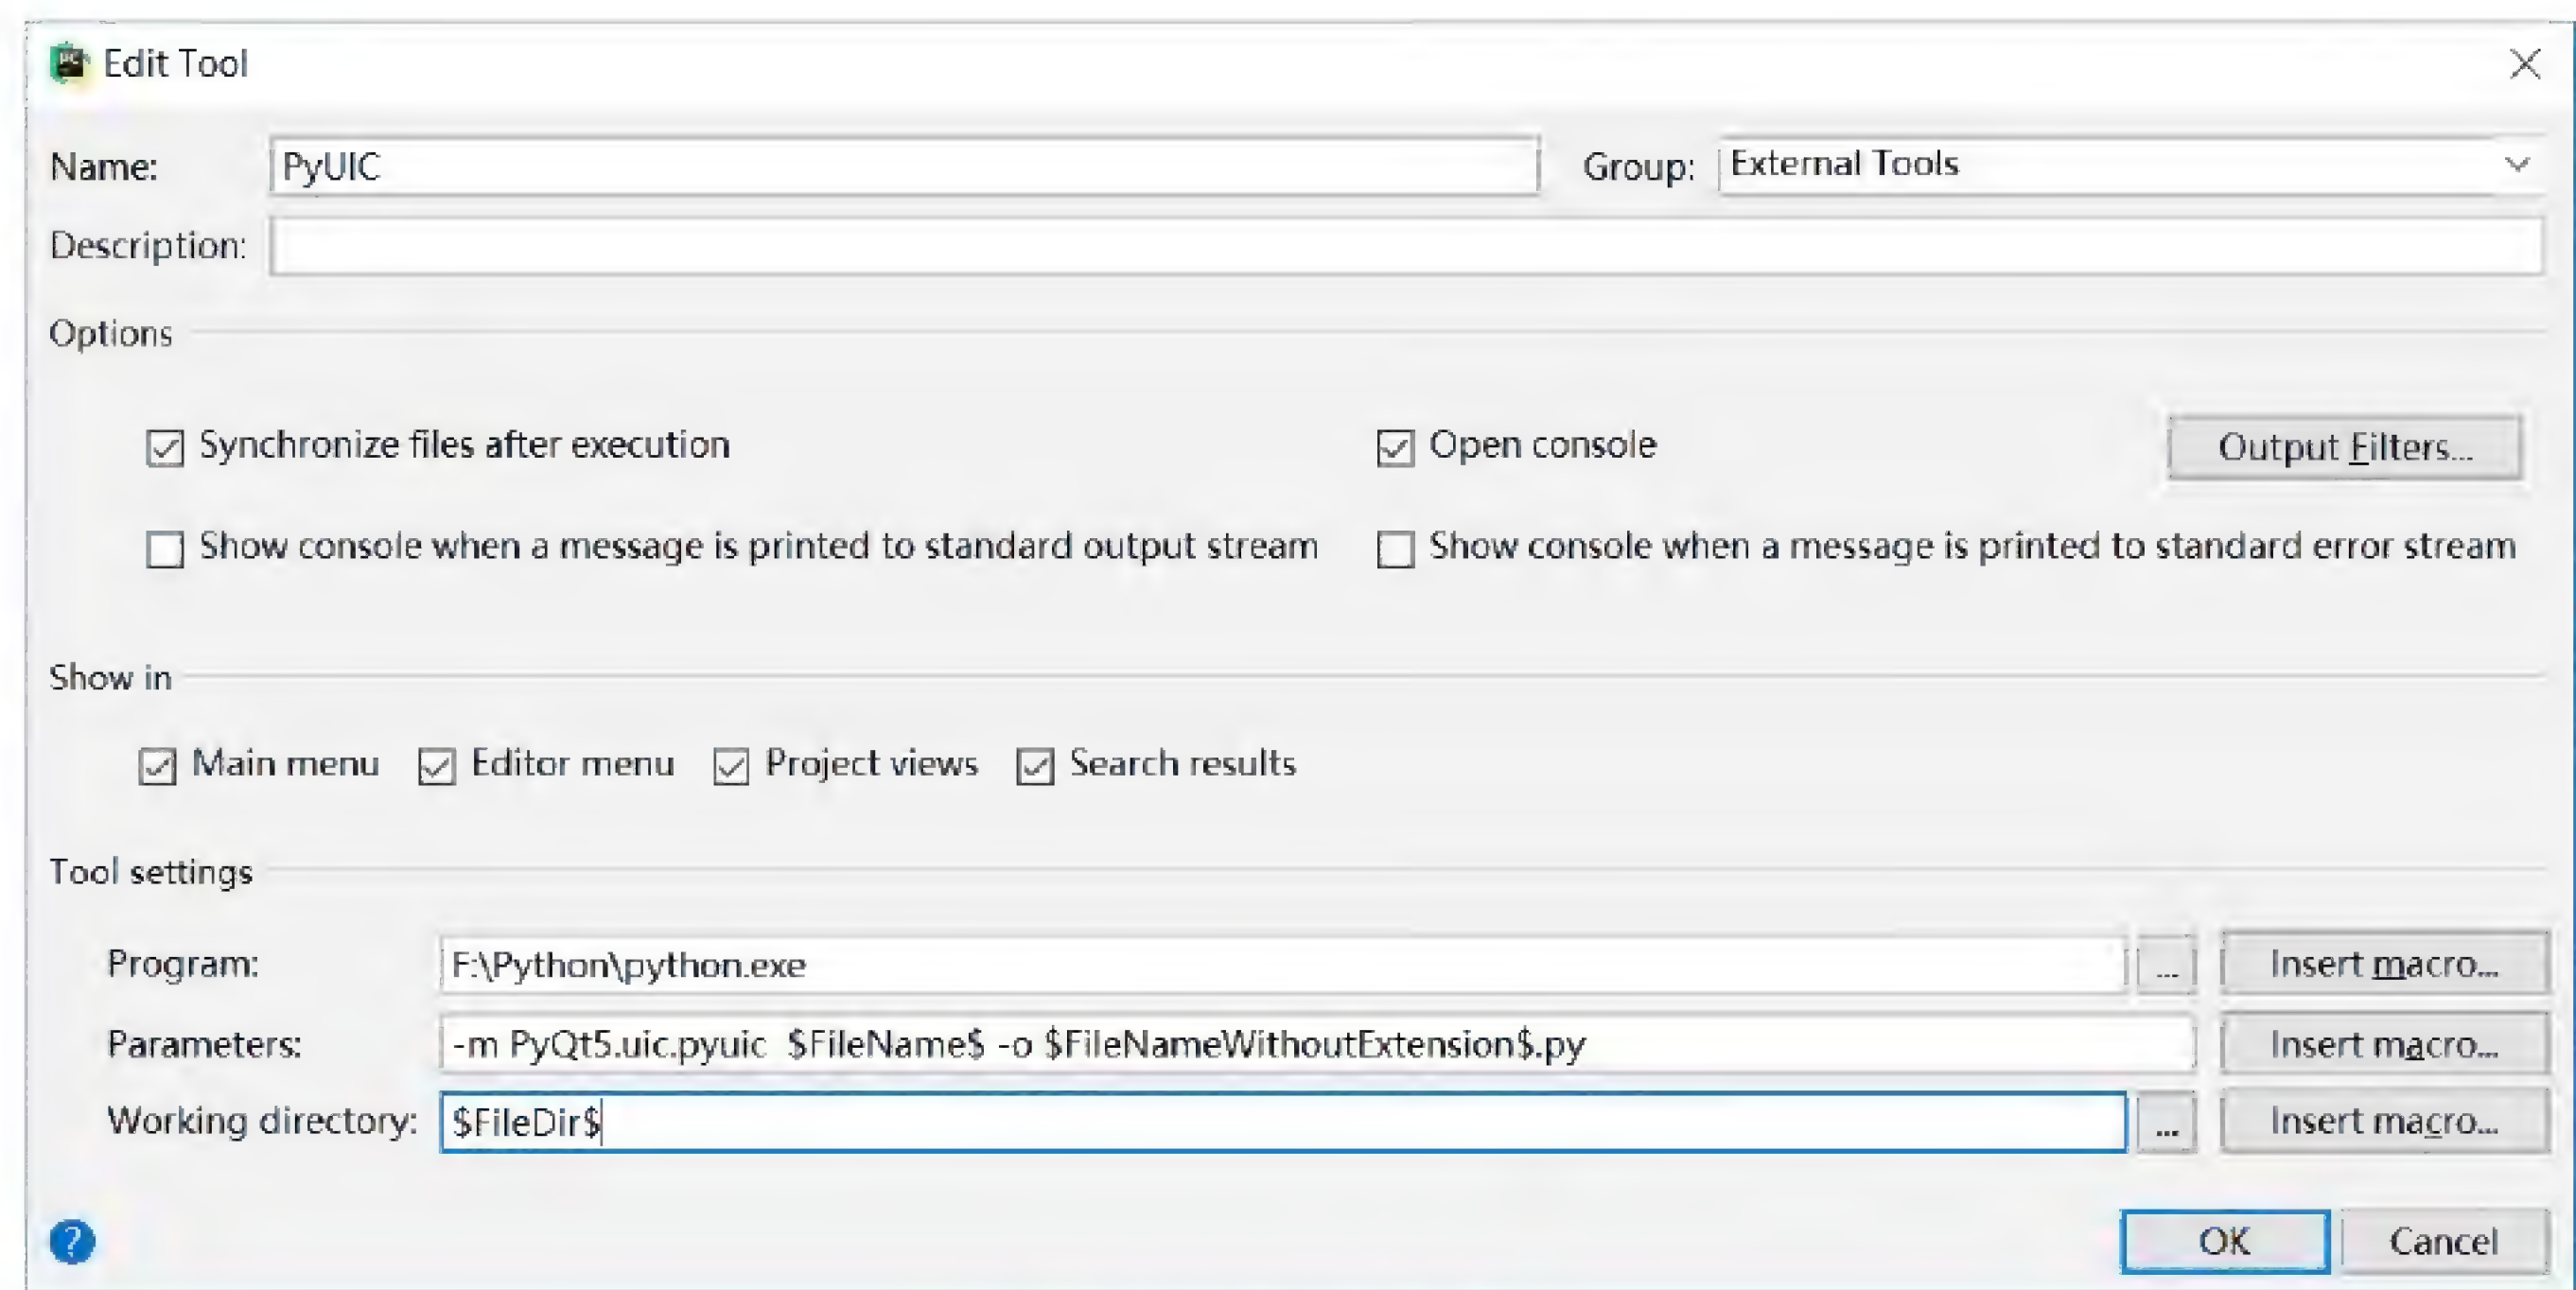 Edit Tool
Name: PyUIC Group: External Tools
Description:
Options
Synchronize files after execution Open console Output Filters...
Show console when a message is printed to standard output stream Show console when a message is printed to standard error stream
Show in
Main menu Editor menu Project views Search results
Tool settings
Program: F:\Python\python.exe ... Insert macro...
Parameters: -m PyQt5.uic.pyuic  $FileName$ -o $FileNameWithoutExtension$.py Insert macro...
Working directory: $FileDir$ ... Insert macro...
? OK Cancel